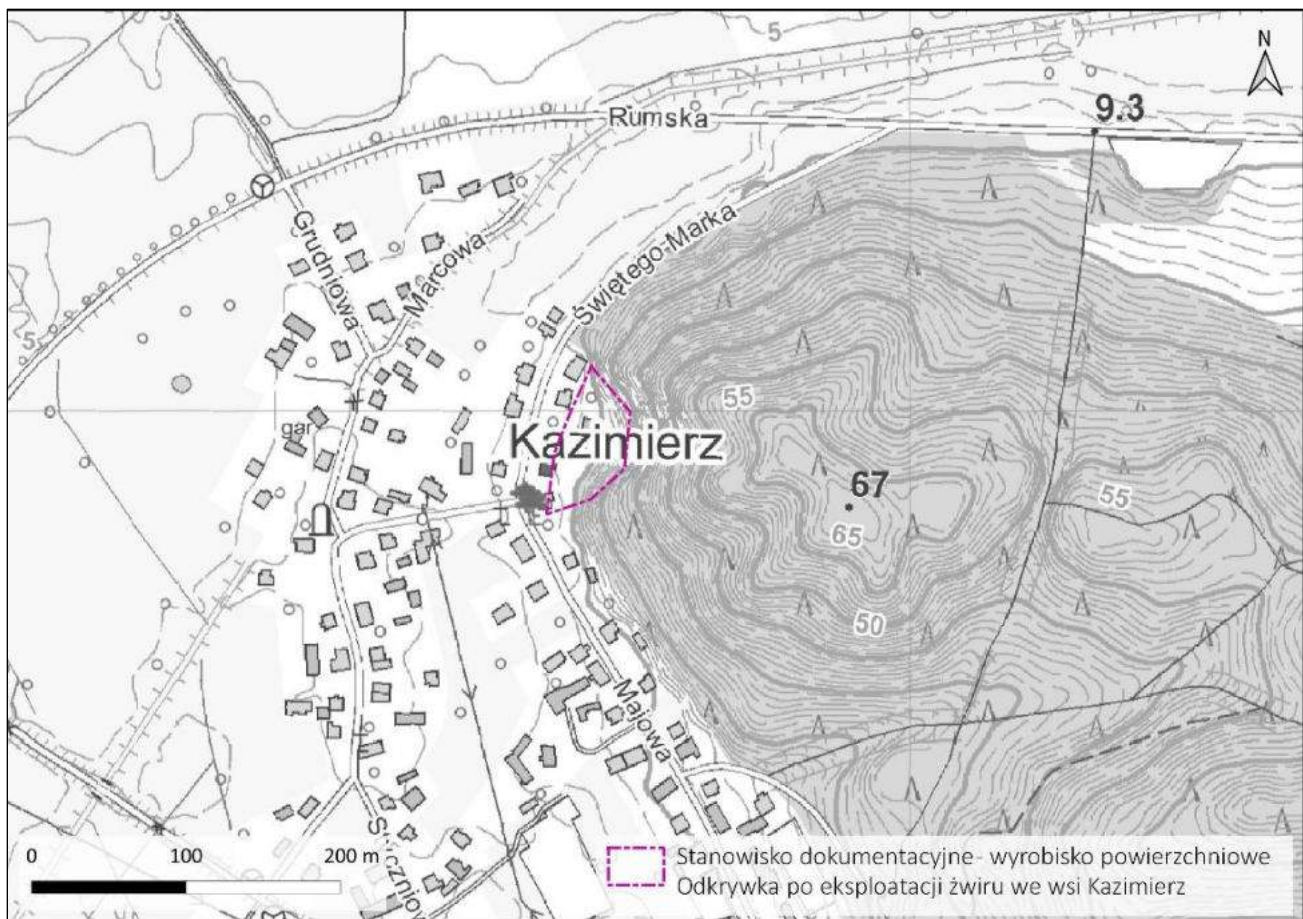 5
N
Rumska
9.3
Grudniowa
Marcowa
Świętego Marka
5
55
gar
Kazimierz
67
55
65
50
Majowa
Styczniowa
0 100 200 m
Stanowisko dokumentacyjne- wyrobisko powierzchniowe
Odkrywka po eksploatacji żwiru we wsi Kazimierz